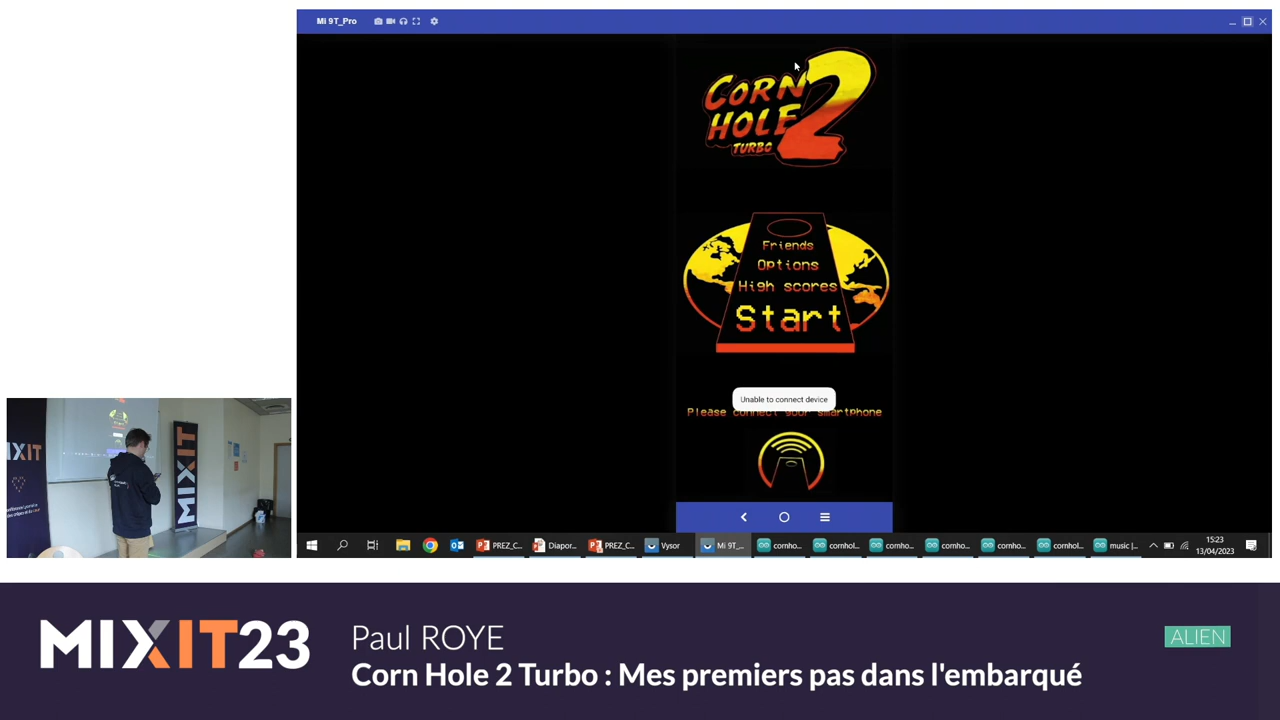 Mi 9T_Pro
CORN
HOLE
TURBO
2
Friends
Options
High scores
Start
Unable to connect device
Please connect your smartphone
PREZ_C...
Diapor...
PREZ_C...
Vysor
Mi 9T_...
cornho...
cornhol...
cornho...
cornho...
cornho...
cornhol...
music |...
15:23
13/04/2023
MIXIT
MIXIT
MIXIT23
Paul ROYE
ALIEN
Corn Hole 2 Turbo : Mes premiers pas dans l'embarqué